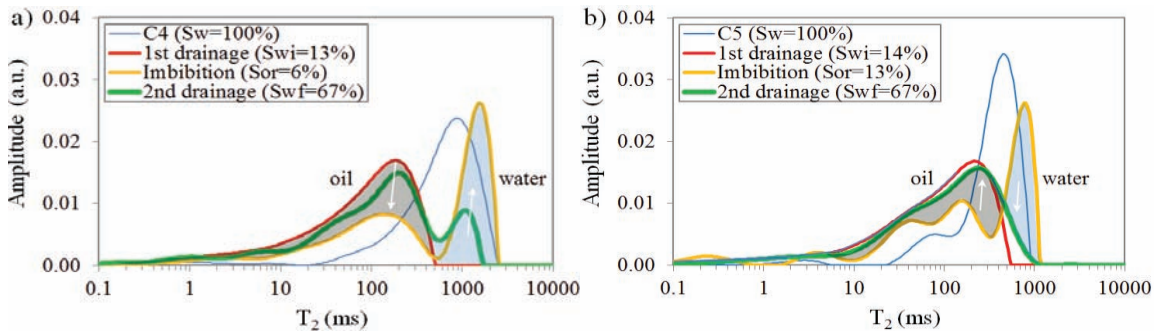 a)
0.04
0.03
0.02
0.01
0.00
Amplitude (a.u.)
C4 (Sw=100%)
1st drainage (Swi=13%)
Imbibition (Sor=6%)
2nd drainage (Swf=67%)
oil
water
0.1 1 10 100 1000 10000
T2 (ms)
b)
0.04
0.03
0.02
0.01
0.00
Amplitude (a.u.)
C5 (Sw=100%)
1st drainage (Swi=14%)
Imbibition (Sor=13%)
2nd drainage (Swf=67%)
oil
water
0.1 1 10 100 1000 10000
T2 (ms)